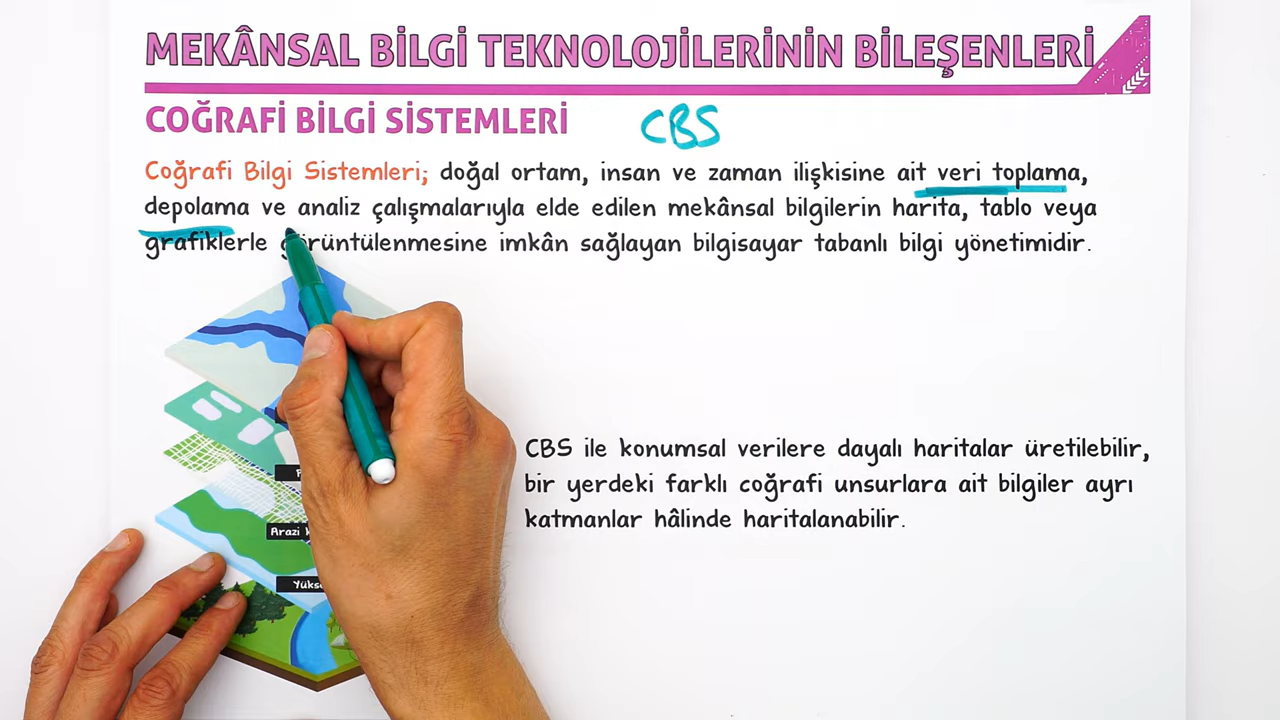 MEKÂNSAL BİLGİ TEKNOLOJİLERİNİN BİLEŞENLERİ
COĞRAFİ BİLGİ SİSTEMLERİ CBS
Coğrafi Bilgi Sistemleri; doğal ortam, insan ve zaman ilişkisine ait veri toplama,
depolama ve analiz çalışmalarıyla elde edilen mekânsal bilgilerin harita, tablo veya
grafiklerle görüntülenmesine imkân sağlayan bilgisayar tabanlı bilgi yönetimidir.
CBS ile konumsal verilere dayalı haritalar üretilebilir,
bir yerdeki farklı coğrafi unsurlara ait bilgiler ayrı
katmanlar hâlinde haritalanabilir.
Arazi